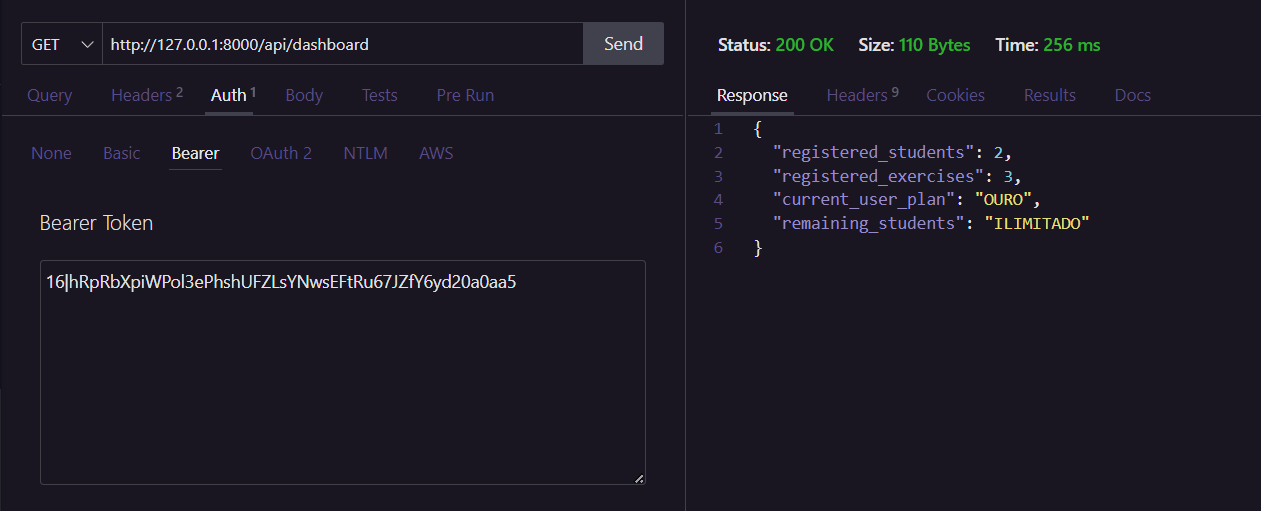 GET http://127.0.0.1:8000/api/dashboard Send
Query Headers 2 Auth 1 Body Tests Pre Run
None Basic Bearer OAuth 2 NTLM AWS
Bearer Token
16|hRpRbXpiWPol3ePhshUFZLsYNwsEFtRu67JZfY6yd20a0aa5
Status: 200 OK Size: 110 Bytes Time: 256 ms
Response Headers 9 Cookies Results Docs
1 {
2 "registered_students": 2,
3 "registered_exercises": 3,
4 "current_user_plan": "OURO",
5 "remaining_students": "ILIMITADO"
6 }